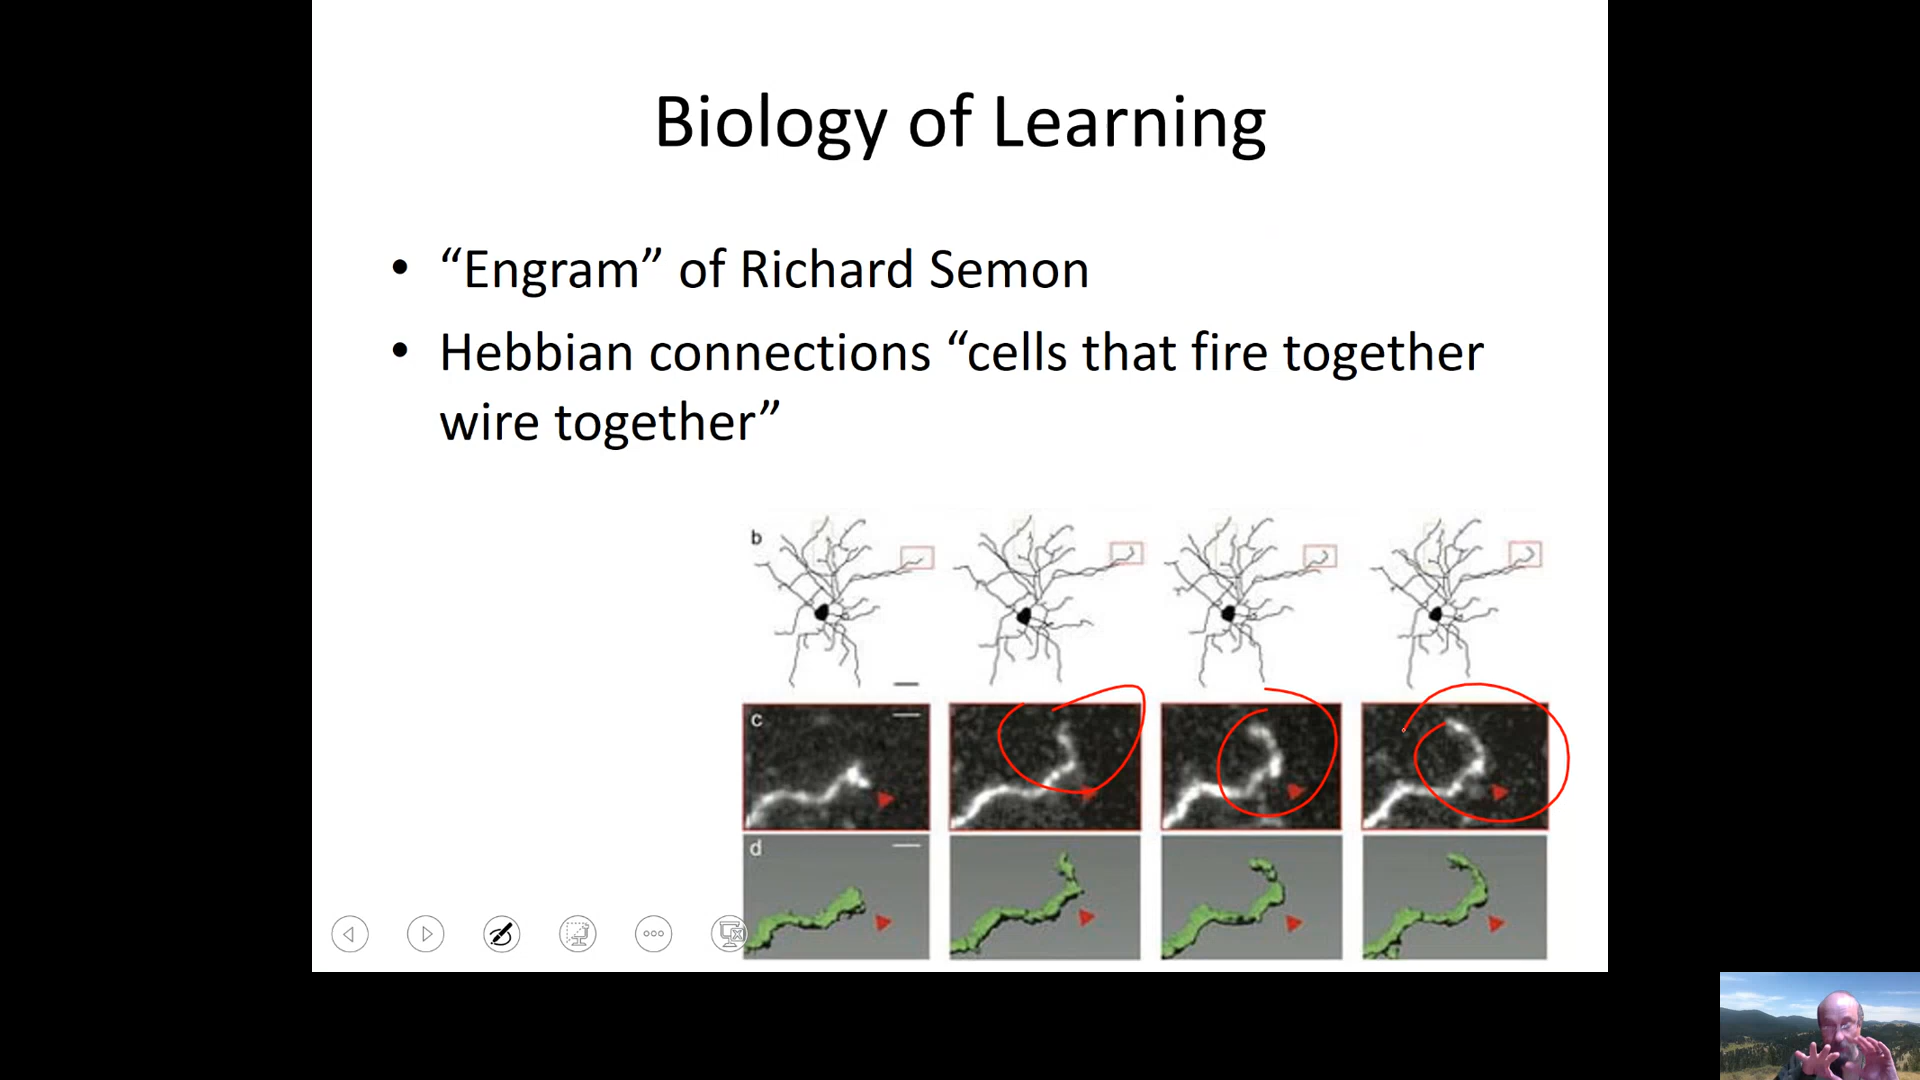 Biology of Learning
• “Engram” of Richard Semon
• Hebbian connections “cells that fire together
wire together”
b
c
d